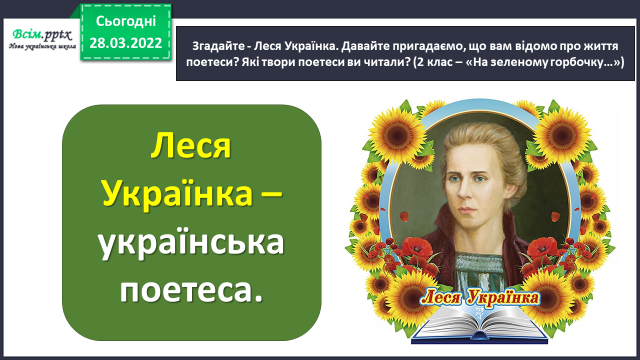 Всім.pptx
Нова українська школа
Сьогодні
28.03.2022
Згадайте - Леся Українка. Давайте пригадаємо, що вам відомо про життя
поетеси? Які твори поетеси ви читали? (2 клас – «На зеленому горбочку…»)
Леся
Українка –
українська
поетеса.
Леся Українка